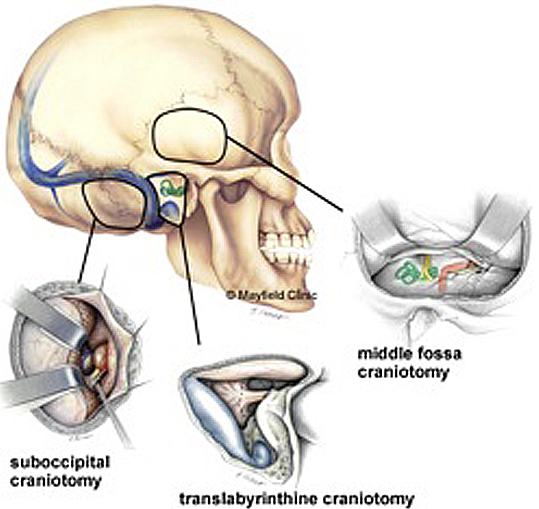 © Mayfield Clinic
middle fossa
craniotomy
suboccipital
craniotomy
translabyrinthine craniotomy